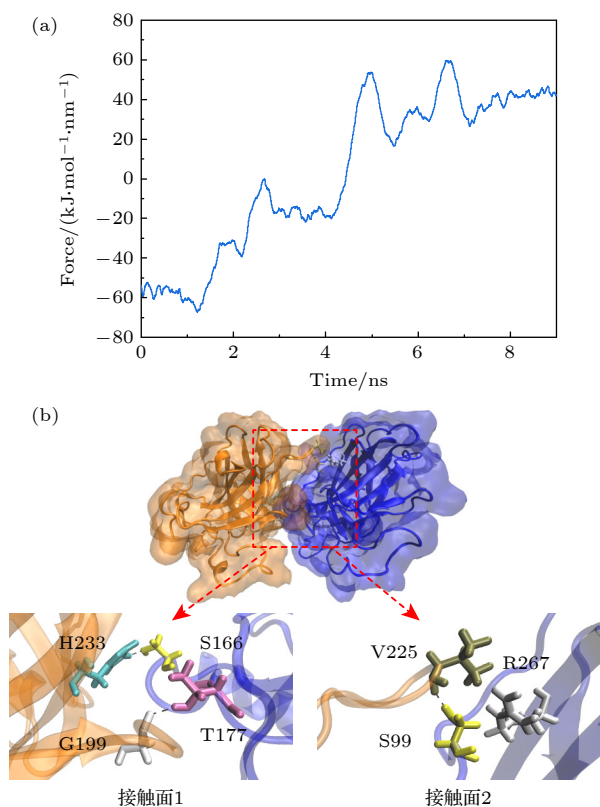 (a)
80
60
40
20
0
−20
−40
−60
−80
Force/(kJ·mol⁻¹·nm⁻¹)
0 2 4 6 8
Time/ns
(b)
H233 S166
G199 T177
V225 R267
S99
接触面1 接触面2